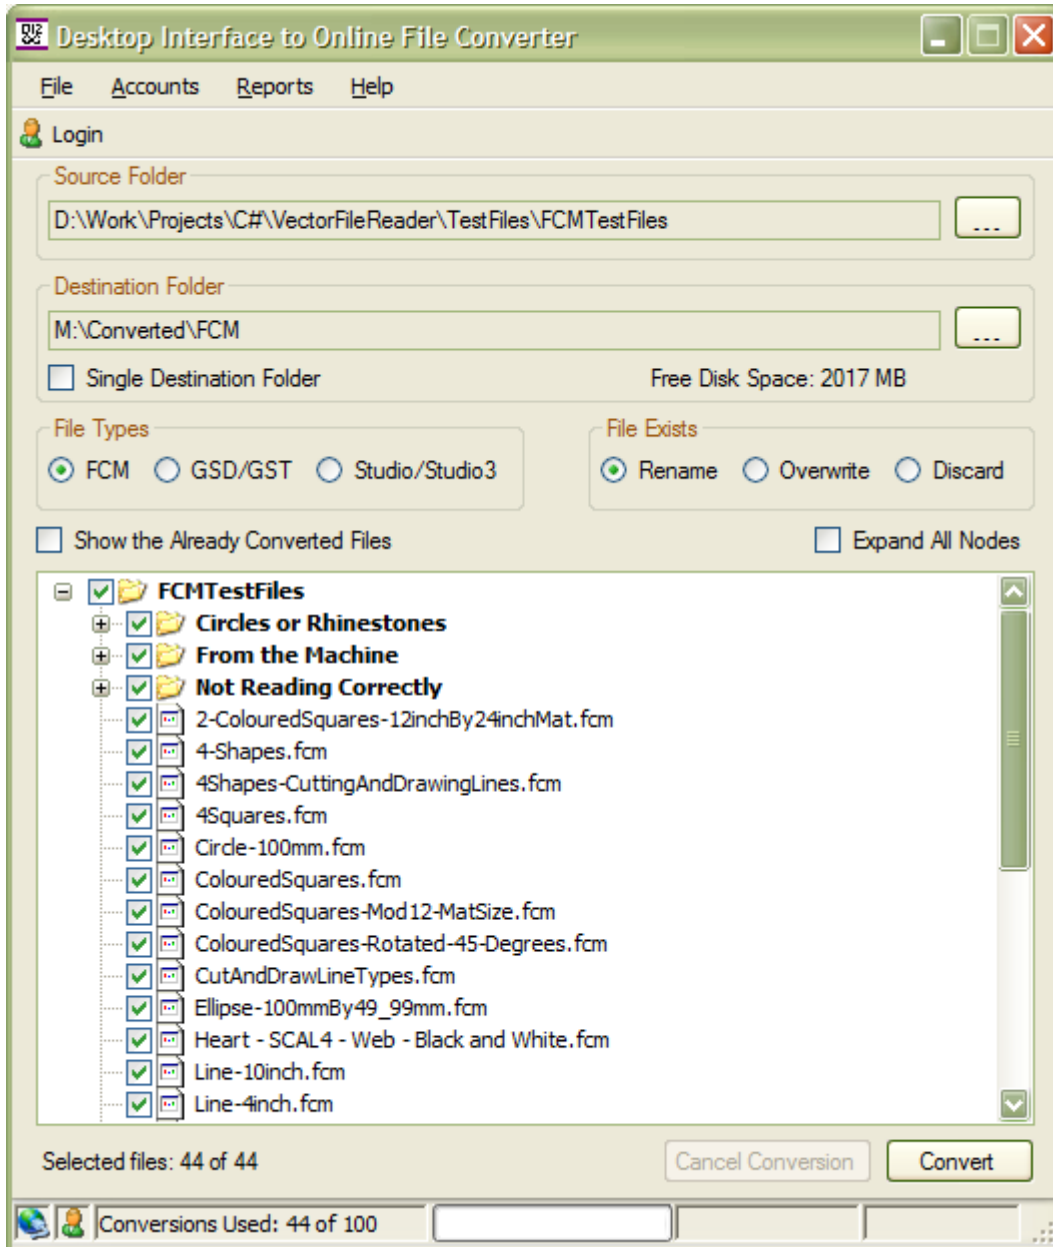 Desktop Interface to Online File Converter
File Accounts Reports Help
Login
Source Folder
D:\Work\Projects\C#\VectorFileReader\TestFiles\FCMTestFiles ...
Destination Folder
M:\Converted\FCM ...
Single Destination Folder Free Disk Space: 2017 MB
File Types File Exists
FCM GSD/GST Studio/Studio3 Rename Overwrite Discard
Show the Already Converted Files Expand All Nodes
FCMTestFiles
Circles or Rhinestones
From the Machine
Not Reading Correctly
2-ColouredSquares-12inchBy24inchMat.fcm
4-Shapes.fcm
4Shapes-CuttingAndDrawingLines.fcm
4Squares.fcm
Circle-100mm.fcm
ColouredSquares.fcm
ColouredSquares-Mod12-MatSize.fcm
ColouredSquares-Rotated-45-Degrees.fcm
CutAndDrawLineTypes.fcm
Ellipse-100mmBy49_99mm.fcm
Heart - SCAL4 - Web - Black and White.fcm
Line-10inch.fcm
Line-4inch.fcm
Selected files: 44 of 44 Cancel Conversion Convert
Conversions Used: 44 of 100